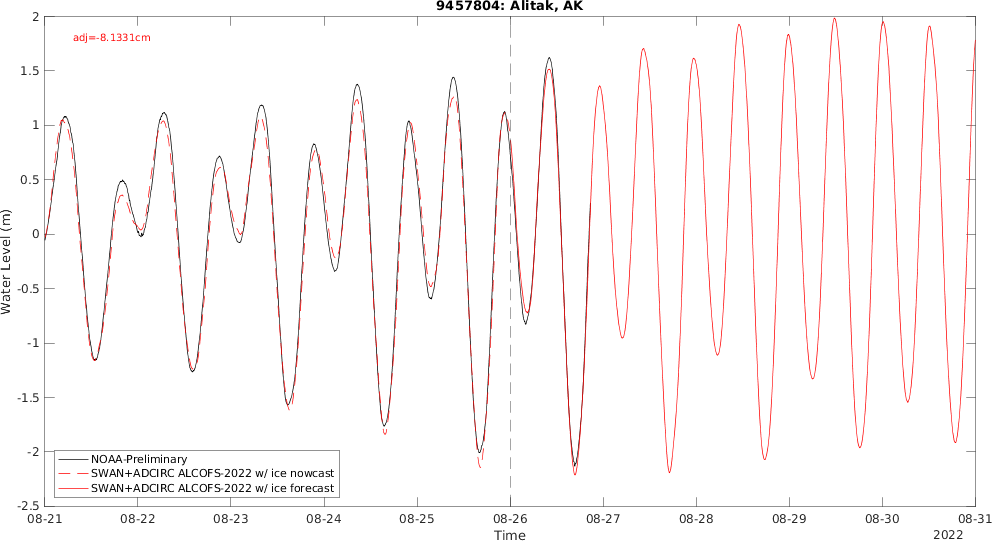 9457804: Alitak, AK
adj=-8.1331cm
2
1.5
1
0.5
0
-0.5
-1
-1.5
-2
-2.5
Water Level (m)
NOAA-Preliminary
SWAN+ADCIRC ALCOFS-2022 w/ ice nowcast
SWAN+ADCIRC ALCOFS-2022 w/ ice forecast
08-21 08-22 08-23 08-24 08-25 08-26 08-27 08-28 08-29 08-30 08-31
Time
2022